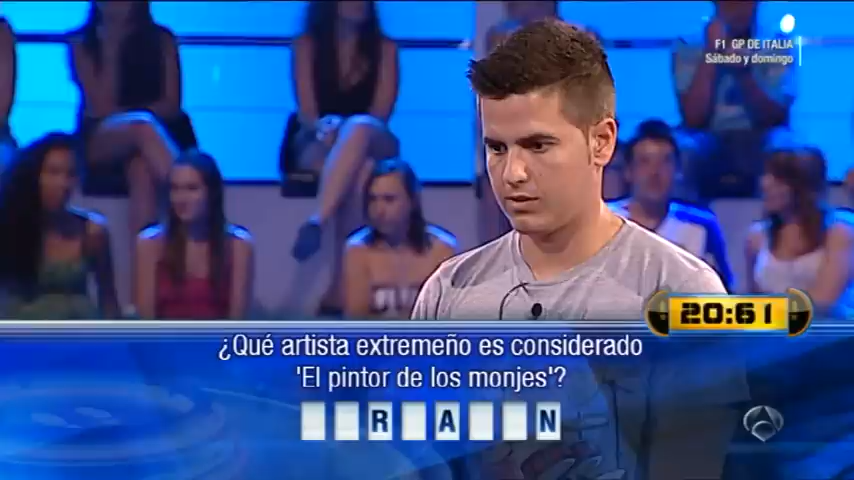 F1 GP DE ITALIA
Sábado y domingo
20:61
¿Qué artista extremeño es considerado
'El pintor de los monjes'?
R A N